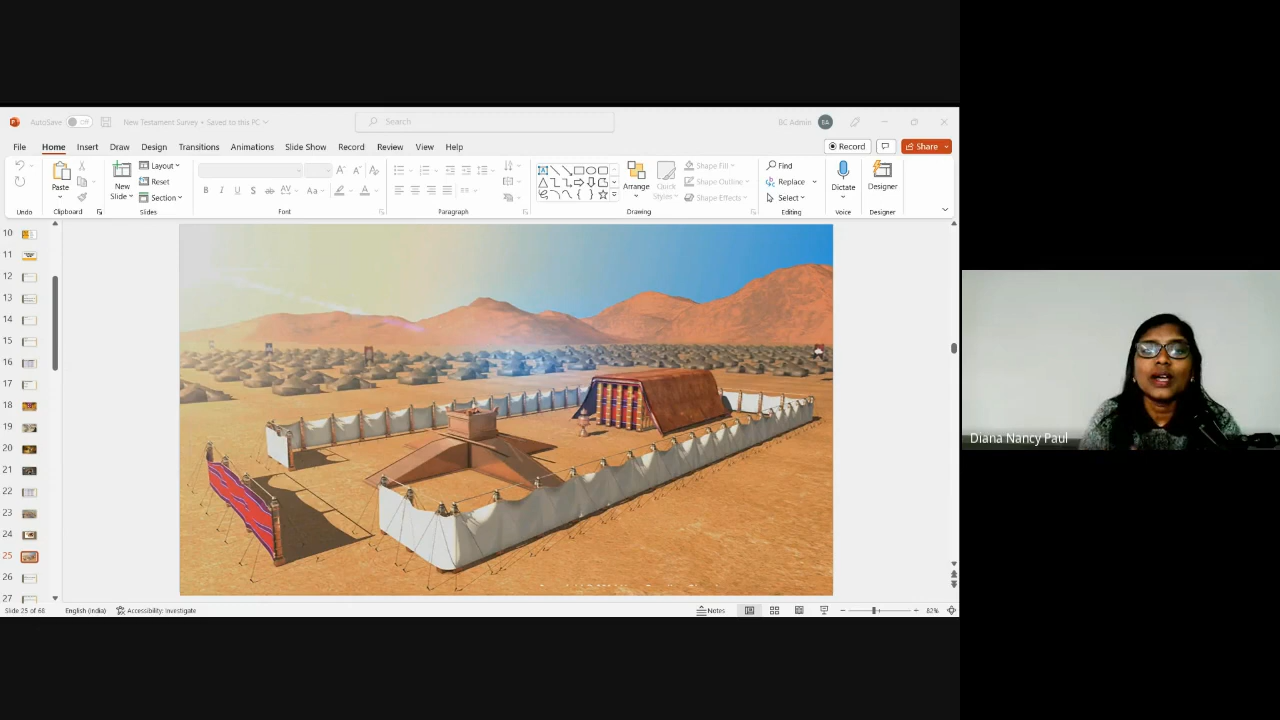 AutoSave Off New Testament Survey • Saved to this PC Search BC Admin BA
File Home Insert Draw Design Transitions Animations Slide Show Record Review View Help Record Share
Paste New Slide Layout Reset Section Arrange Quick Styles Shape Fill Shape Outline Shape Effects Find Replace Select Dictate Designer
B I U S ab AV Aa A
Undo Clipboard Slides Font Paragraph Drawing Editing Voice Designer
10
11
12
13
14
15
16
17
18
19
20
21
22
23
24
25
26
27
Diana Nancy Paul
Slide 25 of 68 English (India) Accessibility: Investigate Notes 82%